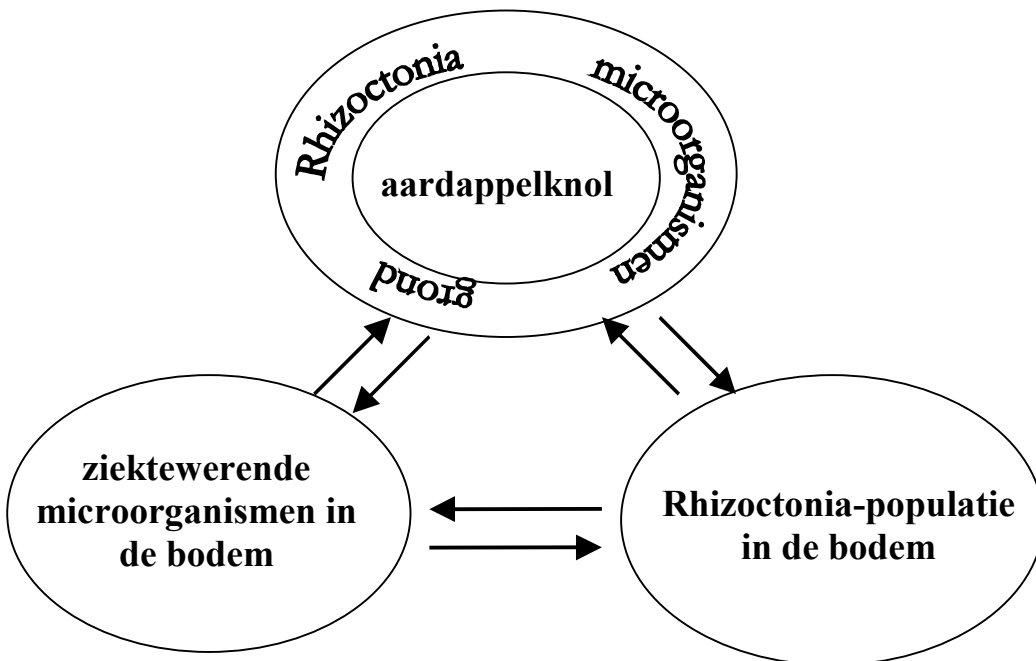 Rhizoctonia
microorganismen
aardappelknol
grond
ziektewerende
microorganismen in
de bodem
Rhizoctonia-populatie
in de bodem